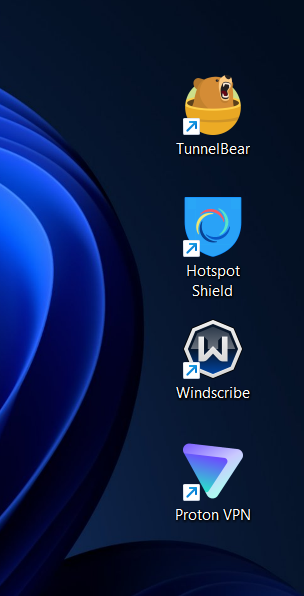 TunnelBear
Hotspot
Shield
Windscribe
Proton VPN